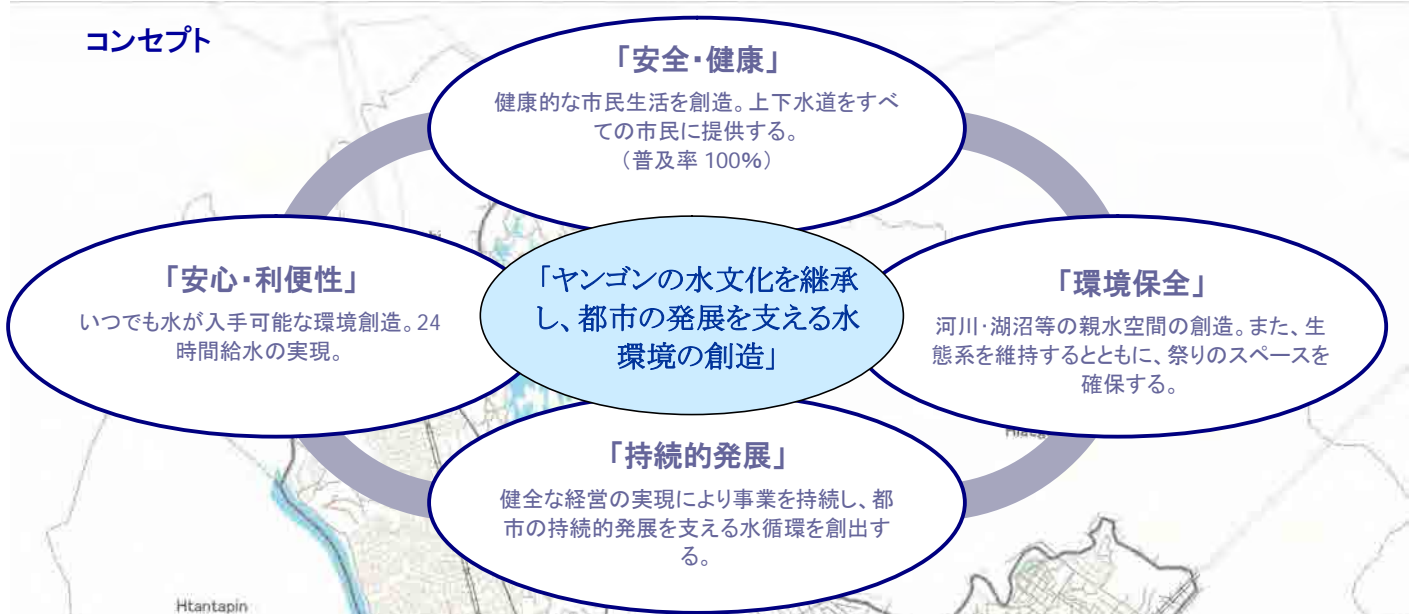 コンセプト
「安全・健康」
健康的な市民生活を創造。上下水道をすべ
ての市民に提供する。
（普及率 100%）
「安心・利便性」
いつでも水が入手可能な環境創造。24
時間給水の実現。
「ヤンゴンの水文化を継承
し、都市の発展を支える水
環境の創造」
「環境保全」
河川・湖沼等の親水空間の創造。また、生
態系を維持するとともに、祭りのスペースを
確保する。
「持続的発展」
健全な経営の実現により事業を持続し、都
市の持続的発展を支える水循環を創出す
る。
Htantapin